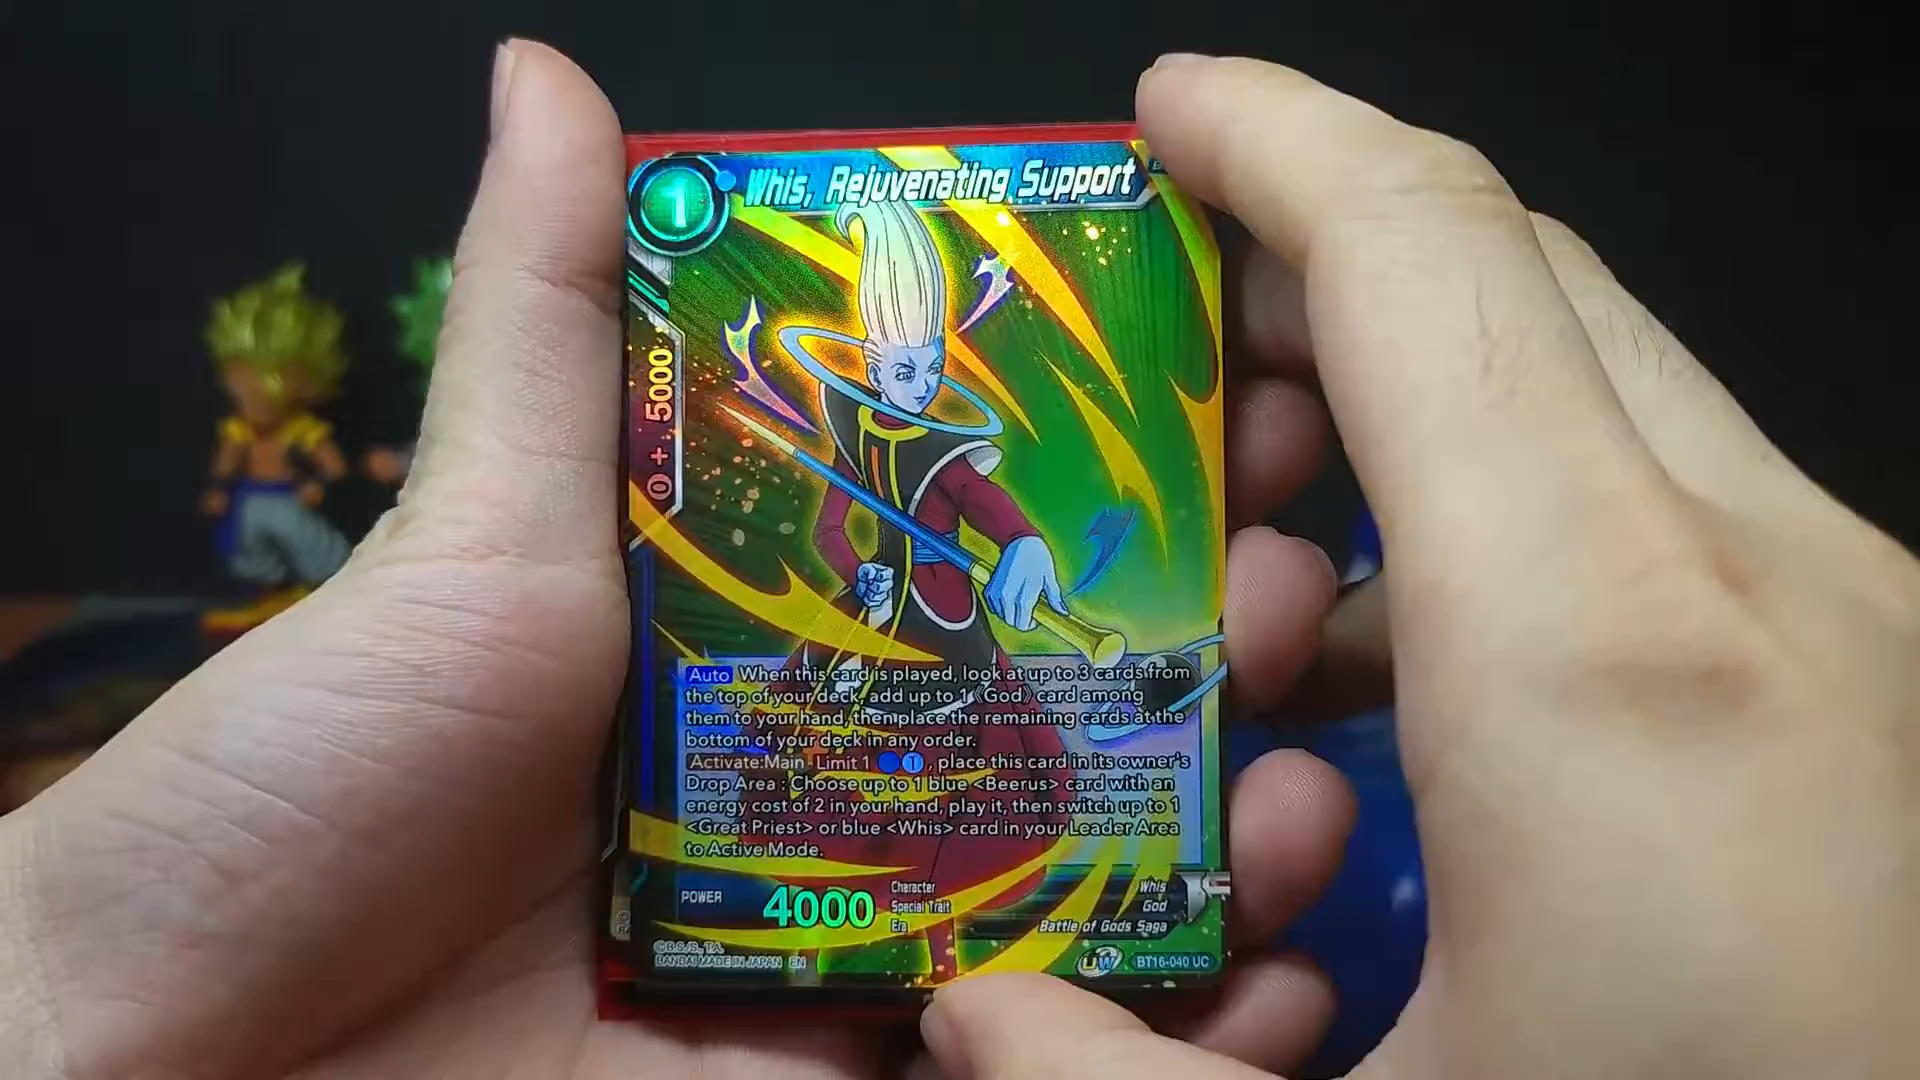 1
Whis, Rejuvenating Support
+ 5000
Auto When this card is played, look at up to 3 cards from
the top of your deck, add up to 1 《God》 card among
them to your hand, then place the remaining cards at the
bottom of your deck in any order.
Activate:Main - Limit 1 1, place this card in its owner's
Drop Area : Choose up to 1 blue <Beerus> card with an
energy cost of 2 in your hand, play it, then switch up to 1
<Great Priest> or blue <Whis> card in your Leader Area
to Active Mode.
POWER
4000
Character Whis
Special Trait God
Era Battle of Gods Saga
©B.S/S., T.A.
BANDAI MADE IN JAPAN EN
UW BT16-040 UC